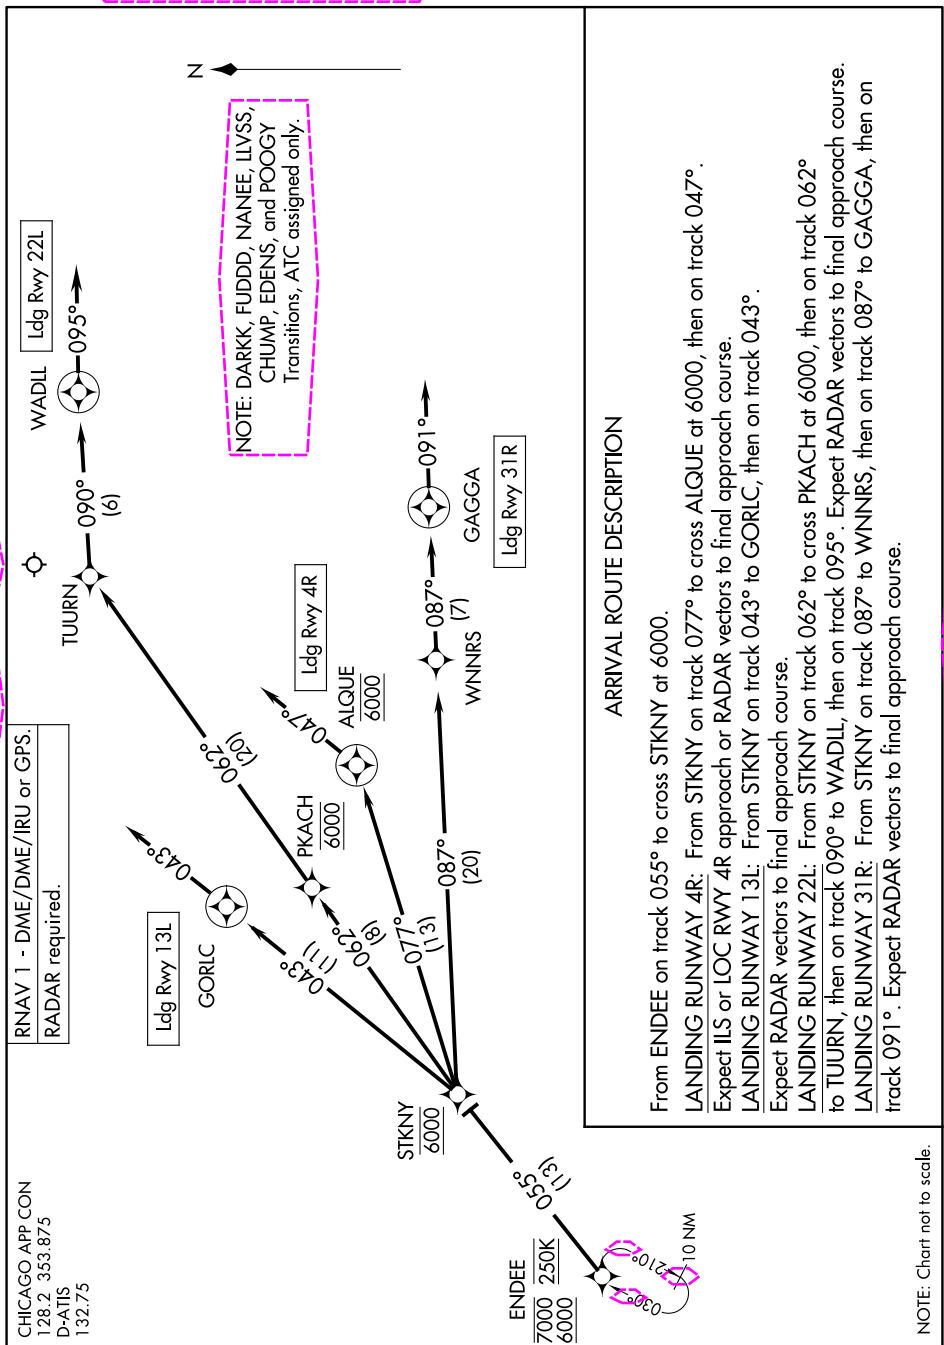 CHICAGO APP CON
128.2 353.875
D-ATIS
132.75
RNAV 1 - DME/DME/IRU or GPS.
RADAR required.
TUURN
090°
(6)
WADLL
Ldg Rwy 22L
095°
N
NOTE: DARKK, FUDDD, NANEE, LLVSS,
CHUMP, EDENS, and POOGY
Transitions, ATC assigned only.
Ldg Rwy 13L
GORLC
043°
043°
(11)
062°
(20)
PKACH
6000
062°
(8)
Ldg Rwy 4R
ALQUE
6000
047°
077°
(13)
STKNY
6000
087°
(20)
WNNRS
087°
(7)
GAGGA
091°
Ldg Rwy 31R
055°
(13)
ENDEE
7000 250K
6000
210°
030°
10 NM
ARRIVAL ROUTE DESCRIPTION
From ENDEE on track 055° to cross STKNY at 6000.
LANDING RUNWAY 4R: From STKNY on track 077° to cross ALQUE at 6000, then on track 047°.
Expect ILS or LOC RWY 4R approach or RADAR vectors to final approach course.
LANDING RUNWAY 13L: From STKNY on track 043° to GORLC, then on track 043°.
Expect RADAR vectors to final approach course.
LANDING RUNWAY 22L: From STKNY on track 062° to cross PKACH at 6000, then on track 062°
to TUURN, then on track 090° to WADLL, then on track 095°. Expect RADAR vectors to final approach course.
LANDING RUNWAY 31R: From STKNY on track 087° to WNNRS, then on track 087° to GAGGA, then on
track 091°. Expect RADAR vectors to final approach course.
NOTE: Chart not to scale.